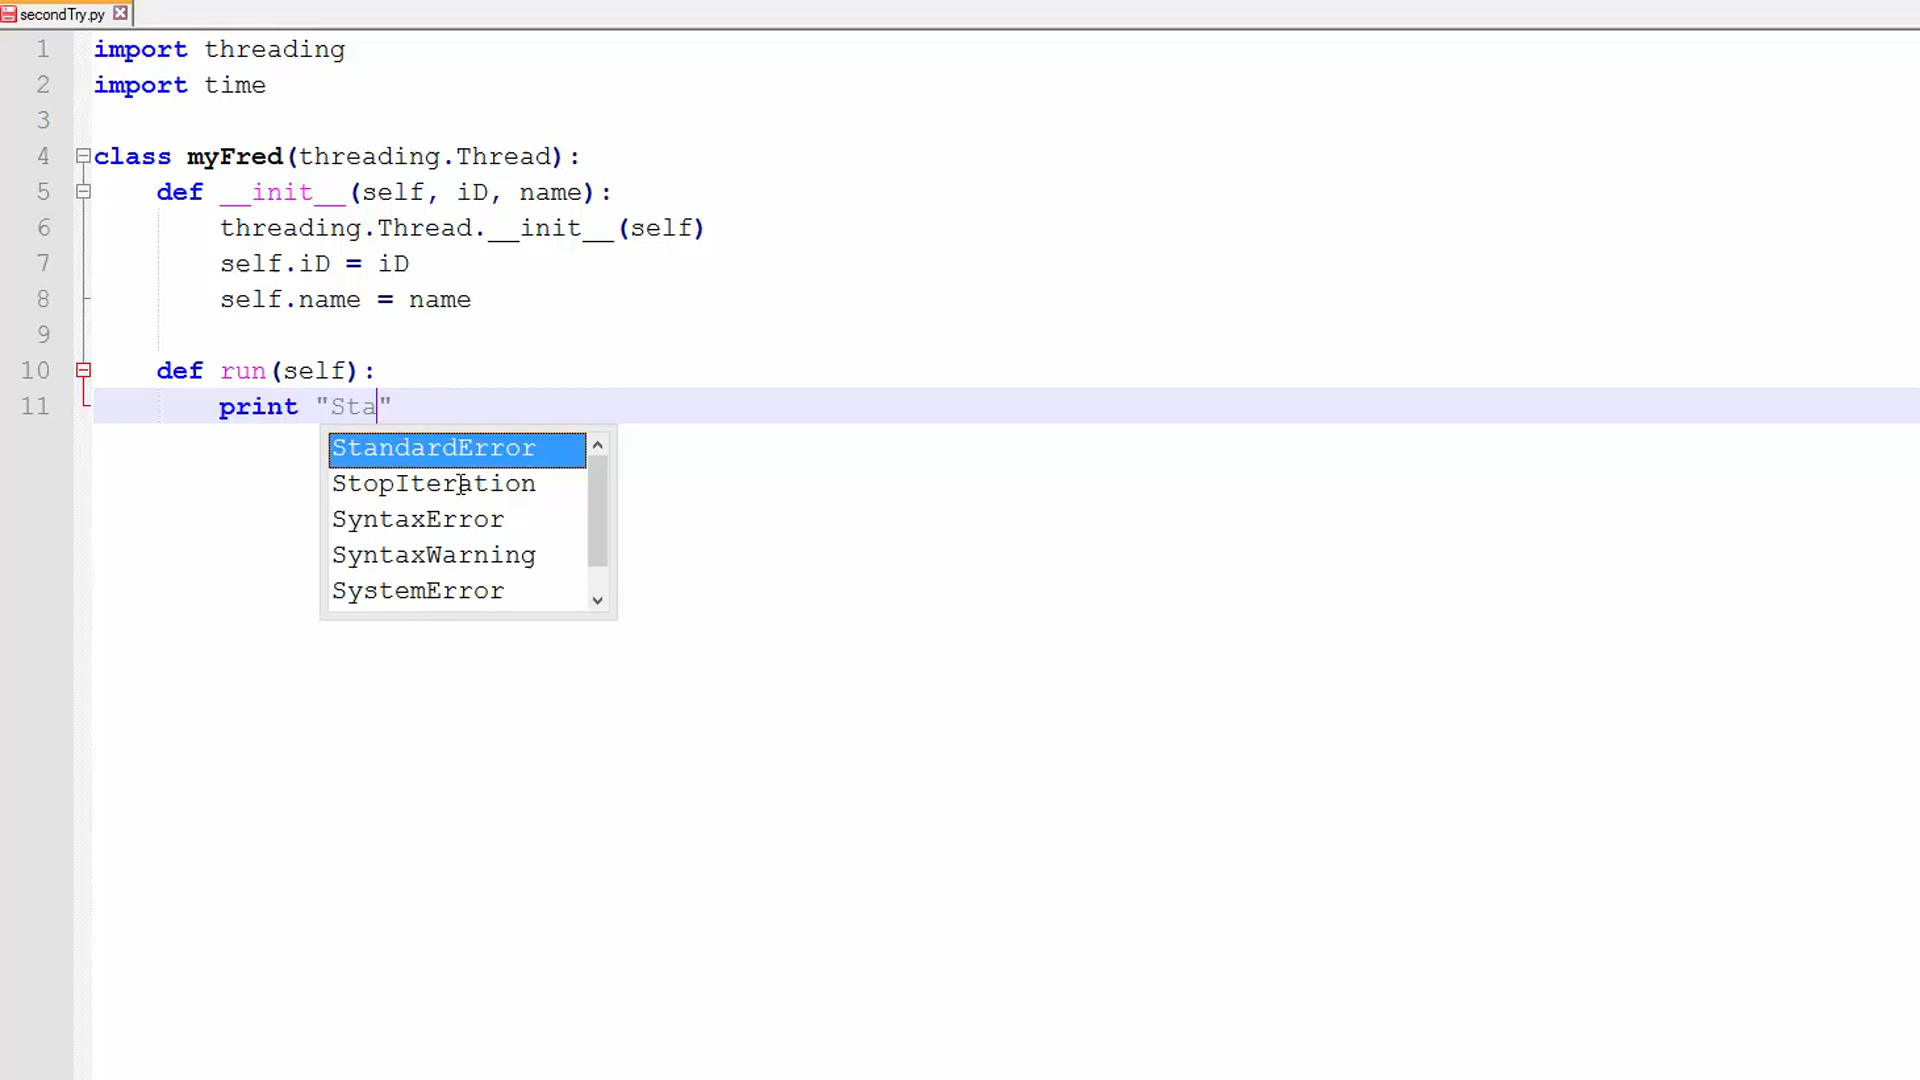 secondTry.py
1 import threading
2 import time
3
4 class myFred(threading.Thread):
5     def __init__(self, iD, name):
6         threading.Thread.__init__(self)
7         self.iD = iD
8         self.name = name
9
10     def run(self):
11         print "Sta"
StandardError
StopIteration
SyntaxError
SyntaxWarning
SystemError